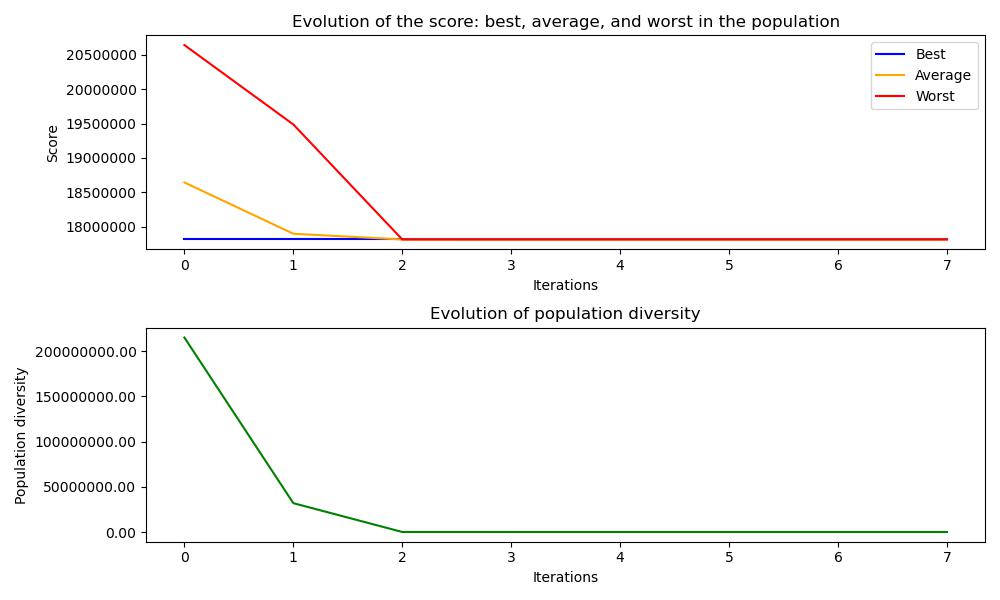 Evolution of the score: best, average, and worst in the population
Score
20500000
20000000
19500000
19000000
18500000
18000000
Best
Average
Worst
0 1 2 3 4 5 6 7
Iterations
Evolution of population diversity
Population diversity
200000000.00
150000000.00
100000000.00
50000000.00
0.00
0 1 2 3 4 5 6 7
Iterations